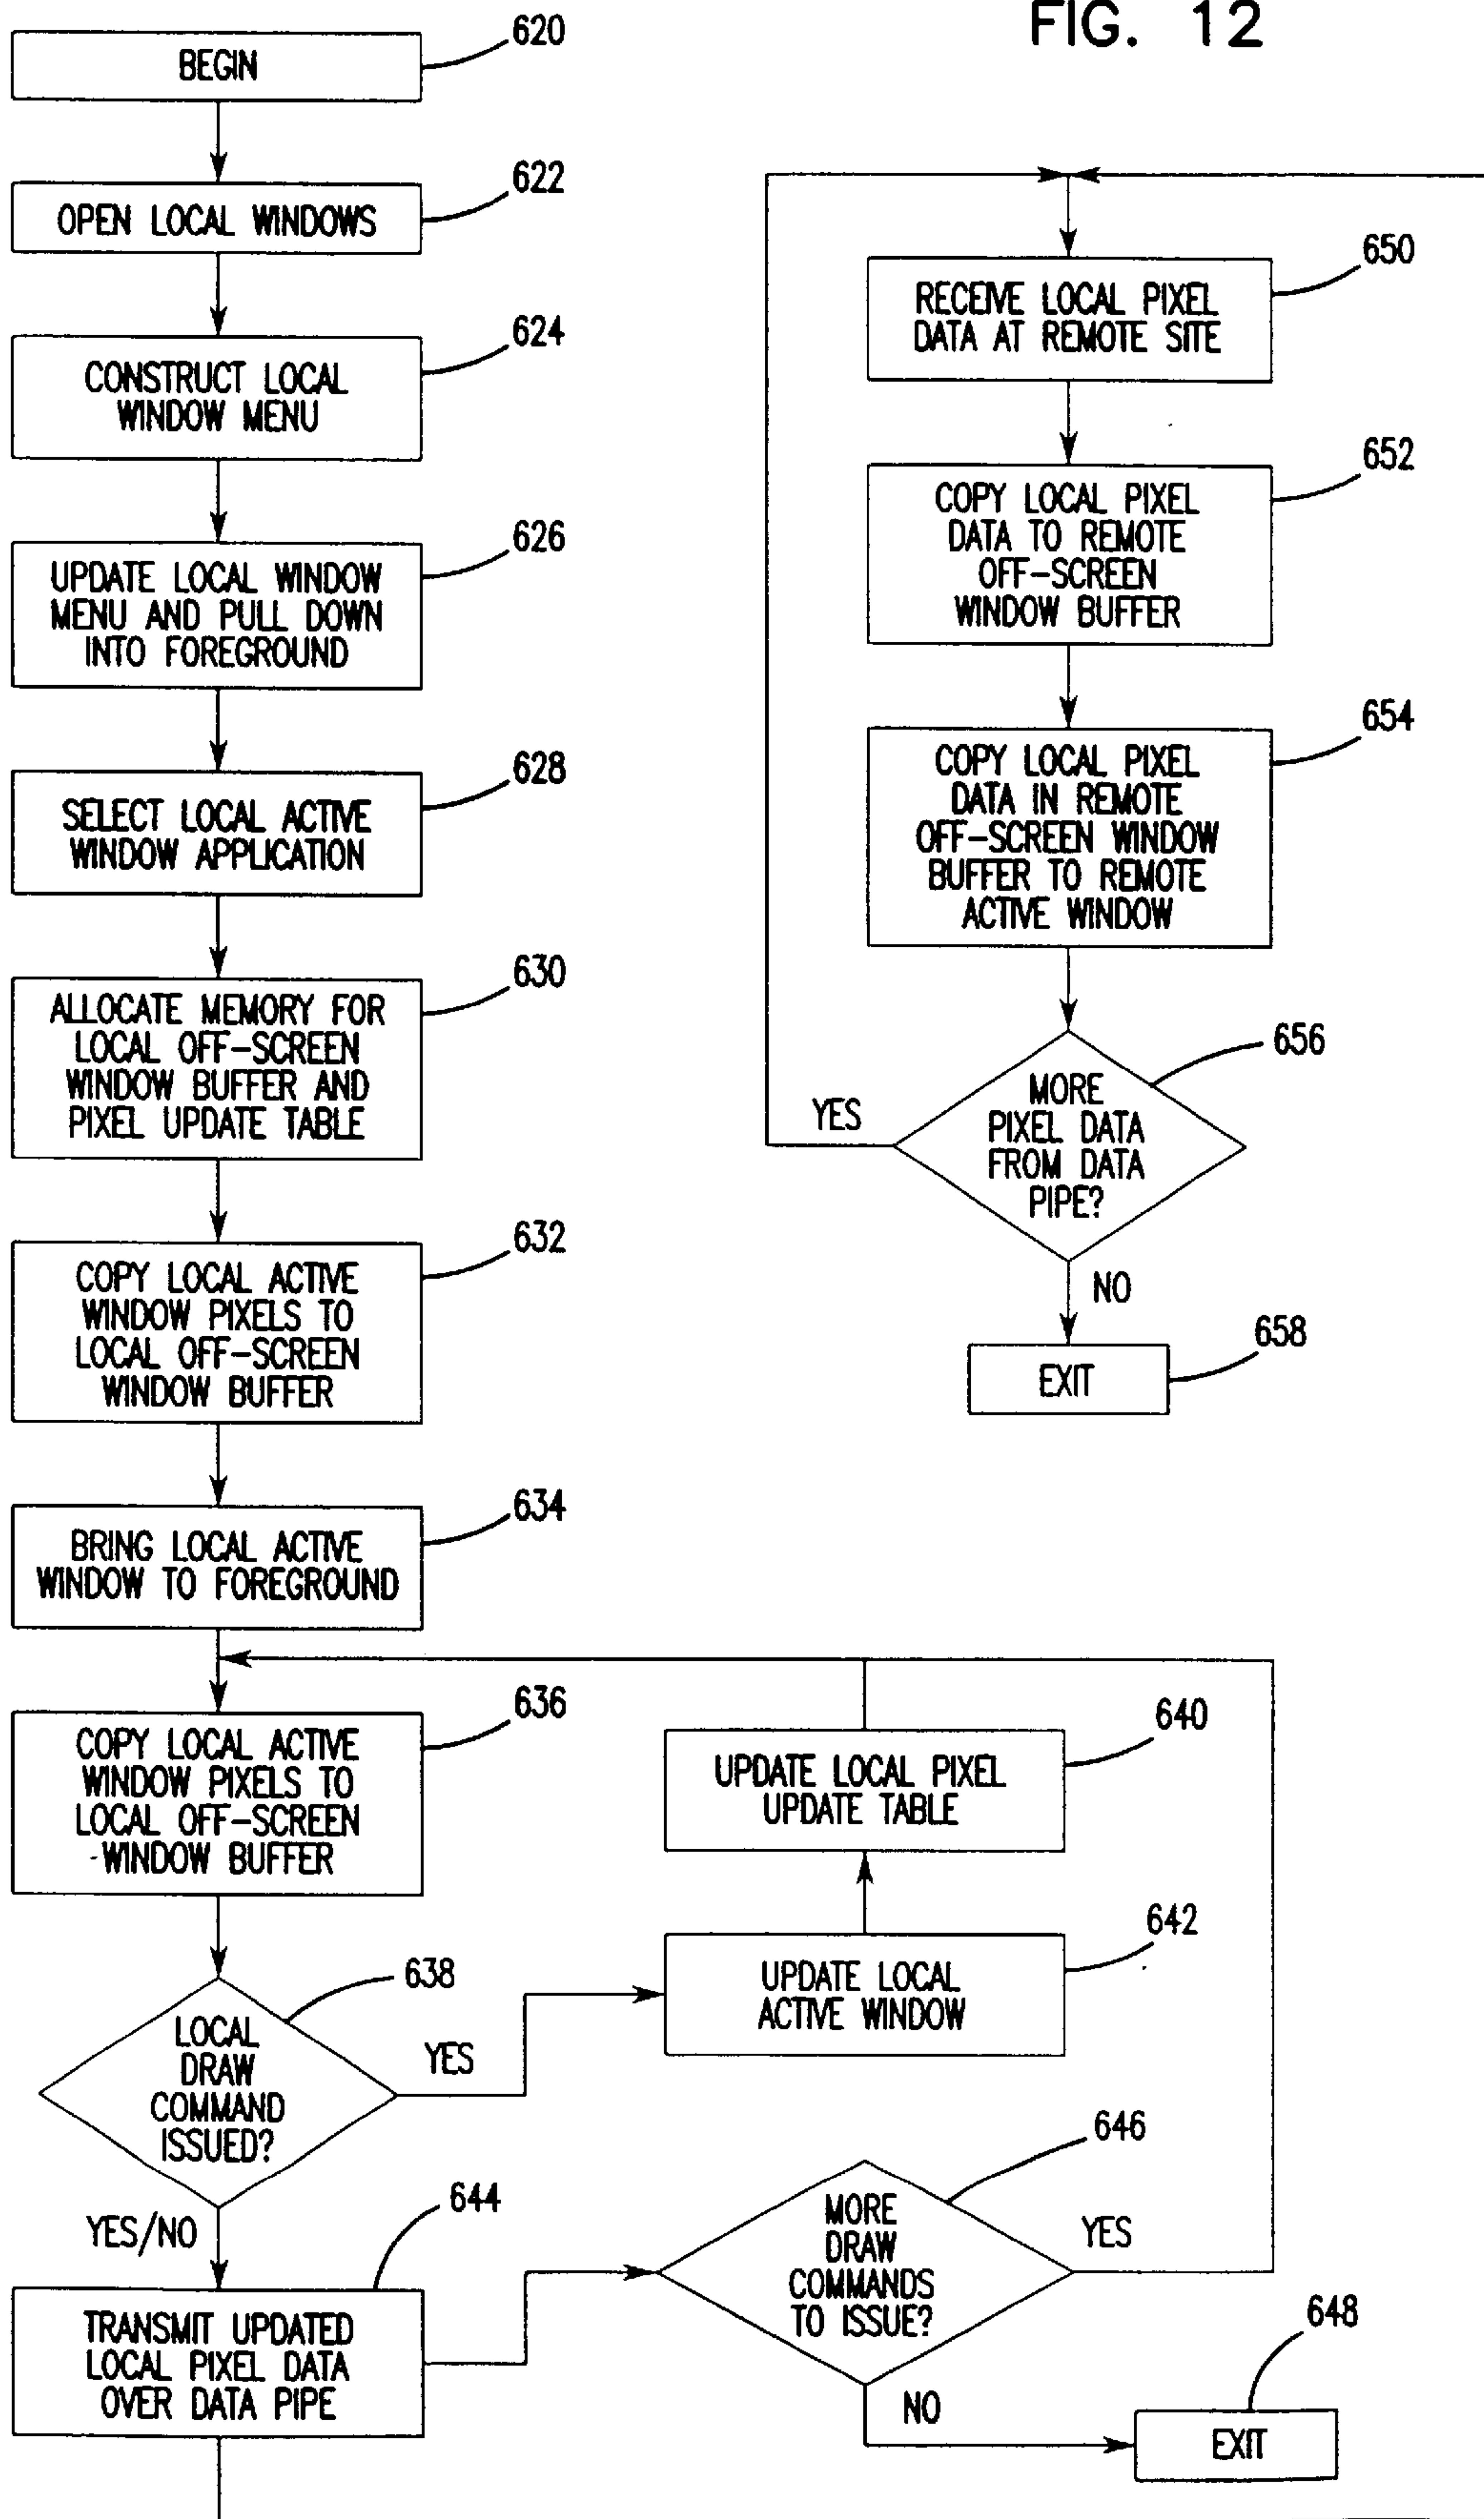 FIG. 12
BEGIN
620
OPEN LOCAL WINDOWS
622
CONSTRUCT LOCAL
WINDOW MENU
624
UPDATE LOCAL WINDOW
MENU AND PULL DOWN
INTO FOREGROUND
626
SELECT LOCAL ACTIVE
WINDOW APPLICATION
628
ALLOCATE MEMORY FOR
LOCAL OFF-SCREEN
WINDOW BUFFER AND
PIXEL UPDATE TABLE
630
COPY LOCAL ACTIVE
WINDOW PIXELS TO
LOCAL OFF-SCREEN
WINDOW BUFFER
632
BRING LOCAL ACTIVE
WINDOW TO FOREGROUND
634
COPY LOCAL ACTIVE
WINDOW PIXELS TO
LOCAL OFF-SCREEN
WINDOW BUFFER
636
LOCAL
DRAW
COMMAND
ISSUED?
638
YES
YES/NO
UPDATE LOCAL PIXEL
UPDATE TABLE
640
UPDATE LOCAL
ACTIVE WINDOW
642
TRANSMIT UPDATED
LOCAL PIXEL DATA
OVER DATA PIPE
644
MORE
DRAW
COMMANDS
TO ISSUE?
646
YES
NO
EXIT
648
RECEIVE LOCAL PIXEL
DATA AT REMOTE SITE
650
COPY LOCAL PIXEL
DATA TO REMOTE
OFF-SCREEN
WINDOW BUFFER
652
COPY LOCAL PIXEL
DATA IN REMOTE
OFF-SCREEN WINDOW
BUFFER TO REMOTE
ACTIVE WINDOW
654
MORE
PIXEL DATA
FROM DATA
PIPE?
656
YES
NO
EXIT
658